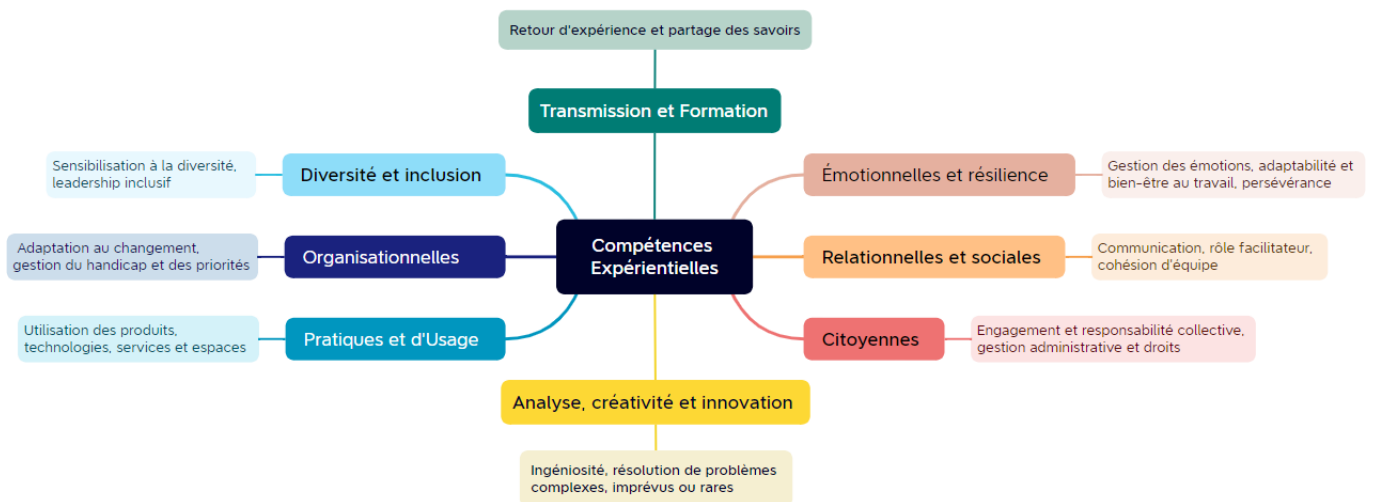 Retour d'expérience et partage des savoirs
Transmission et Formation
Sensibilisation à la diversité,
leadership inclusif
Diversité et inclusion
Émotionnelles et résilience
Gestion des émotions, adaptabilité et
bien-être au travail, persévérance
Adaptation au changement,
gestion du handicap et des priorités
Organisationnelles
Compétences
Expérientielles
Relationnelles et sociales
Communication, rôle facilitateur,
cohésion d'équipe
Utilisation des produits,
technologies, services et espaces
Pratiques et d'Usage
Citoyennes
Engagement et responsabilité collective,
gestion administrative et droits
Analyse, créativité et innovation
Ingéniosité, résolution de problèmes
complexes, imprévus ou rares